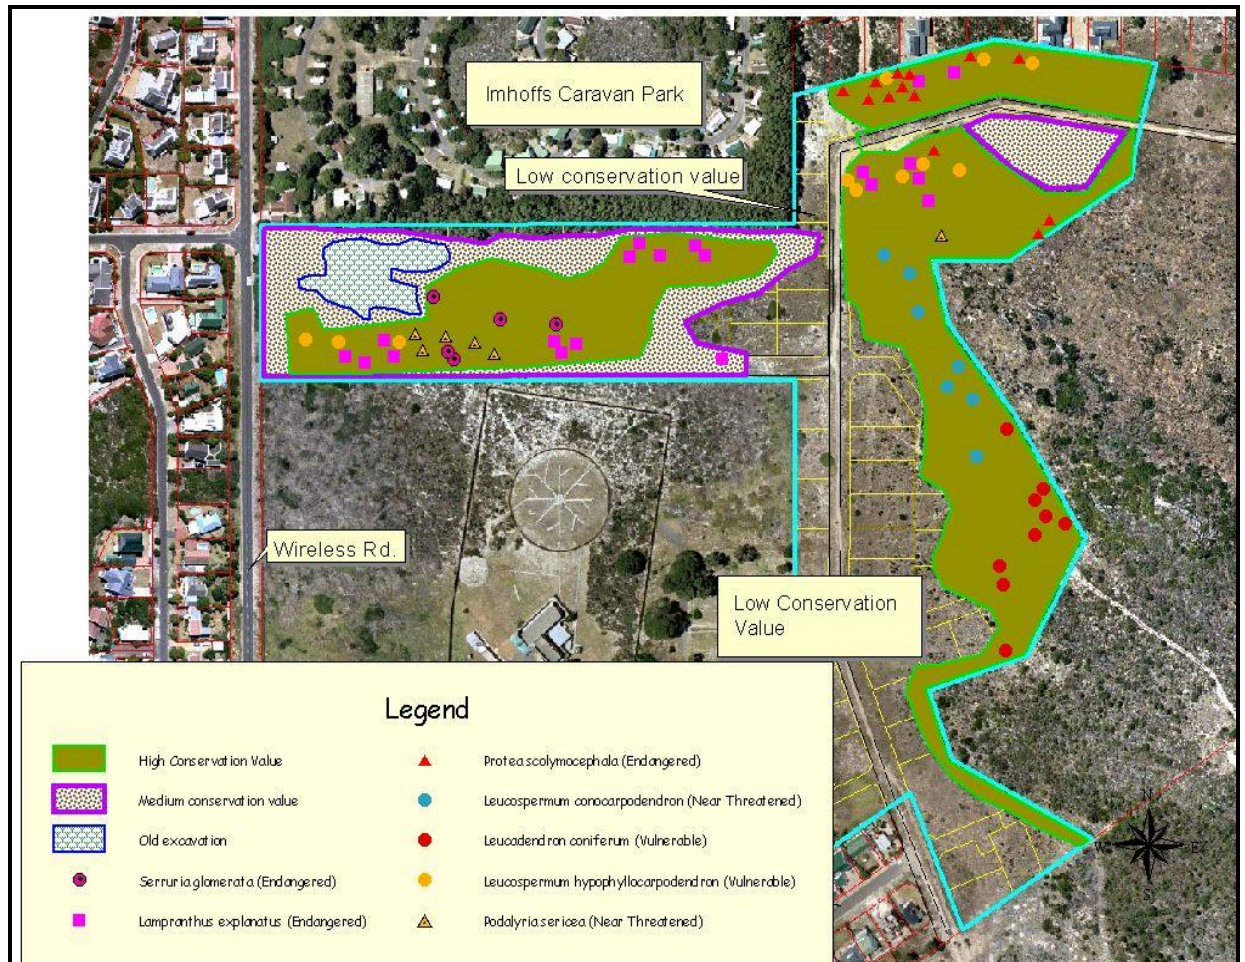 Imhoffs Caravan Park
Low conservation value
Wireless Rd.
Low Conservation
Value
Legend
High Conservation Value
Medium conservation value
Old excavation
Serruria glomerata (Endangered)
Lampranthus explanatus (Endangered)
Protea scolymocephala (Endangered)
Leucospermum conocarpodendron (Near Threatened)
Leucadendron coniferum (Vulnerable)
Leucospermum hypophyllocarpodendron (Vulnerable)
Podalyria sericea (Near Threatened)
N
W
E